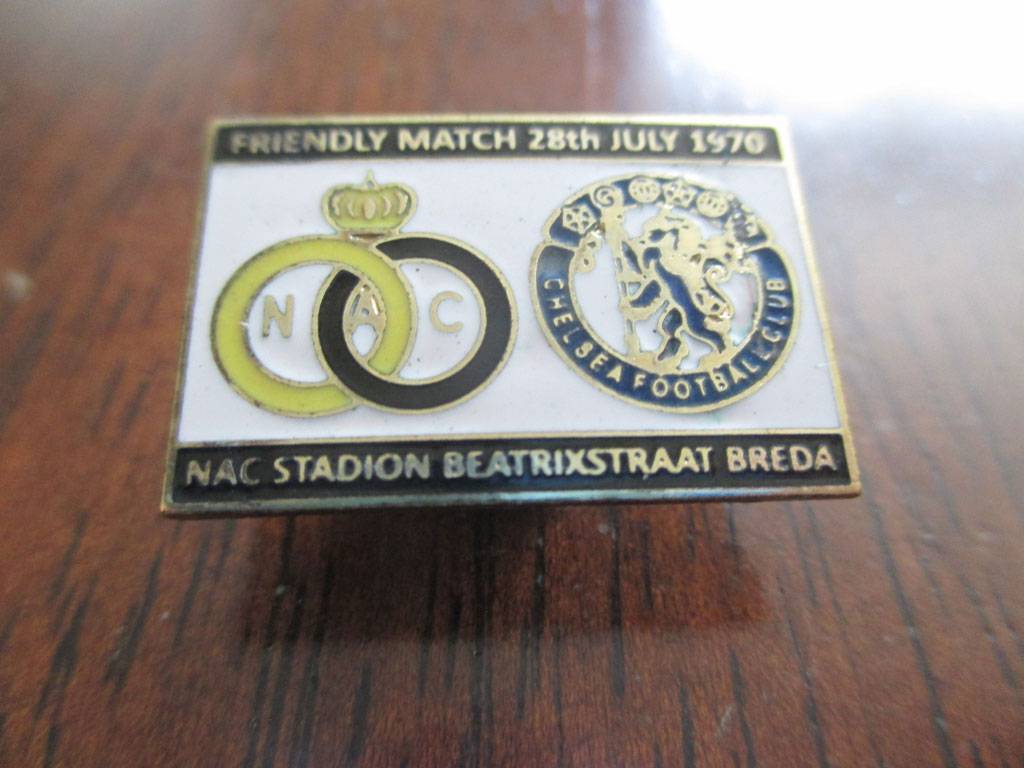 FRIENDLY MATCH 28th JULY 1970
N A C
CHELSEA FOOTBALL CLUB
NAC STADION BEATRIXSTRAAT BREDA